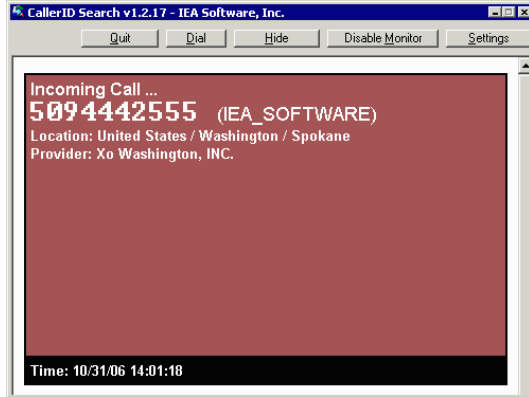 CallerID Search v1.2.17 - IEA Software, Inc.
Quit Dial Hide Disable Monitor Settings
Incoming Call ...
5094442555 (IEA_SOFTWARE)
Location: United States / Washington / Spokane
Provider: Xo Washington, INC.
Time: 10/31/06 14:01:18